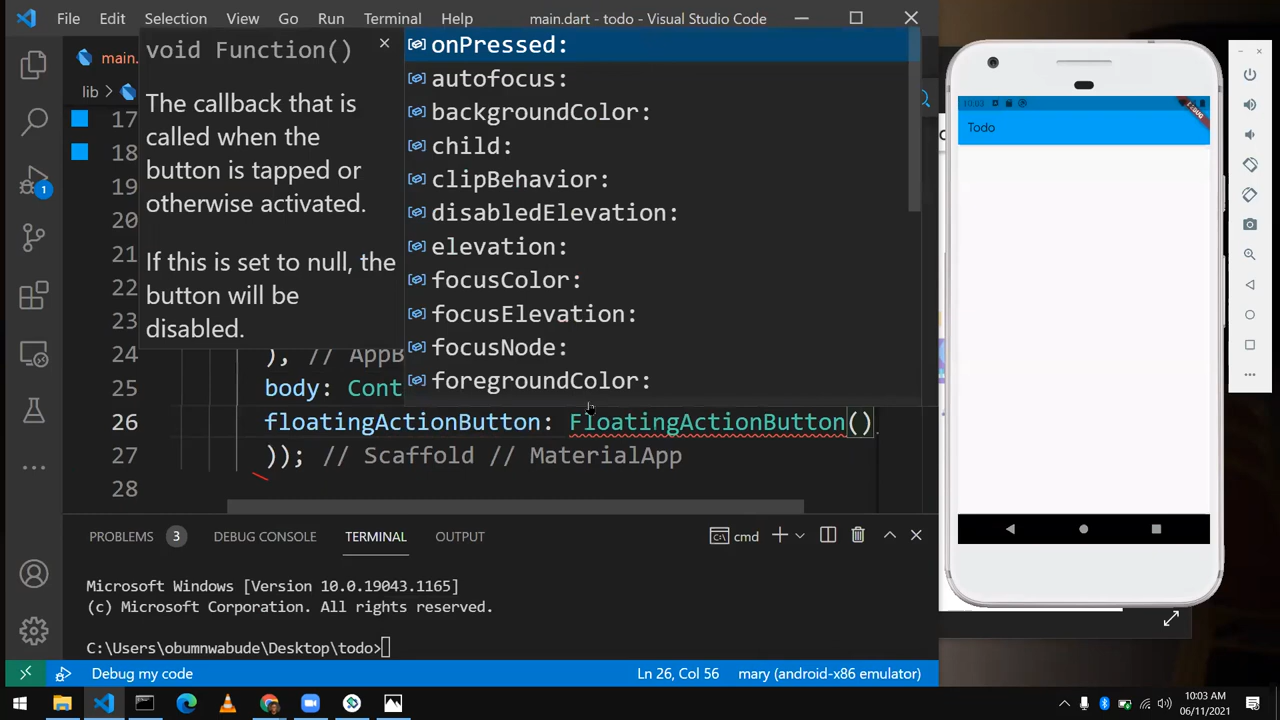 File Edit Selection View Go Run Terminal Help main.dart - todo - Visual Studio Code
main.
lib >
void Function()
The callback that is
called when the
button is tapped or
otherwise activated.
If this is set to null, the
button will be
disabled.
onPressed:
autofocus:
backgroundColor:
child:
clipBehavior:
disabledElevation:
elevation:
focusColor:
focusElevation:
focusNode:
foregroundColor:
17
18
19
20
21
22
23
24 ), // AppB
25 body: Cont
26 floatingActionButton: FloatingActionButton()
27 )); // Scaffold // MaterialApp
28
1
PROBLEMS 3 DEBUG CONSOLE TERMINAL OUTPUT cmd
Microsoft Windows [Version 10.0.19043.1165]
(c) Microsoft Corporation. All rights reserved.
C:\Users\obumnwabude\Desktop\todo>
Debug my code Ln 26, Col 56 mary (android-x86 emulator)
10:03
DEBUG
Todo
10:03 AM
06/11/2021